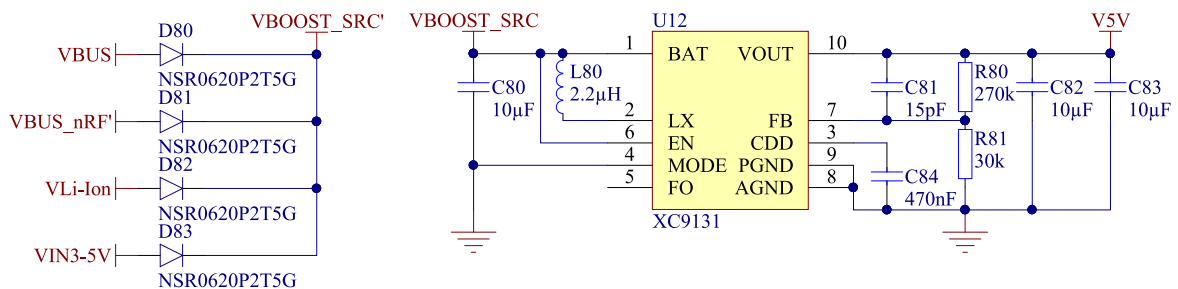 VBOOST_SRC'
D80
VBUS
NSR0620P2T5G
D81
VBUS_nRF'
NSR0620P2T5G
D82
VLi-Ion
NSR0620P2T5G
D83
VIN3-5V
NSR0620P2T5G
VBOOST_SRC
U12
V5V
1 BAT VOUT 10
L80
2.2µH
C80
10µF
C81
15pF
R80
270k
C82
10µF
C83
10µF
2 LX FB 7
6 EN CDD 3
4 MODE PGND 9
5 FO AGND 8
R81
30k
C84
470nF
XC9131